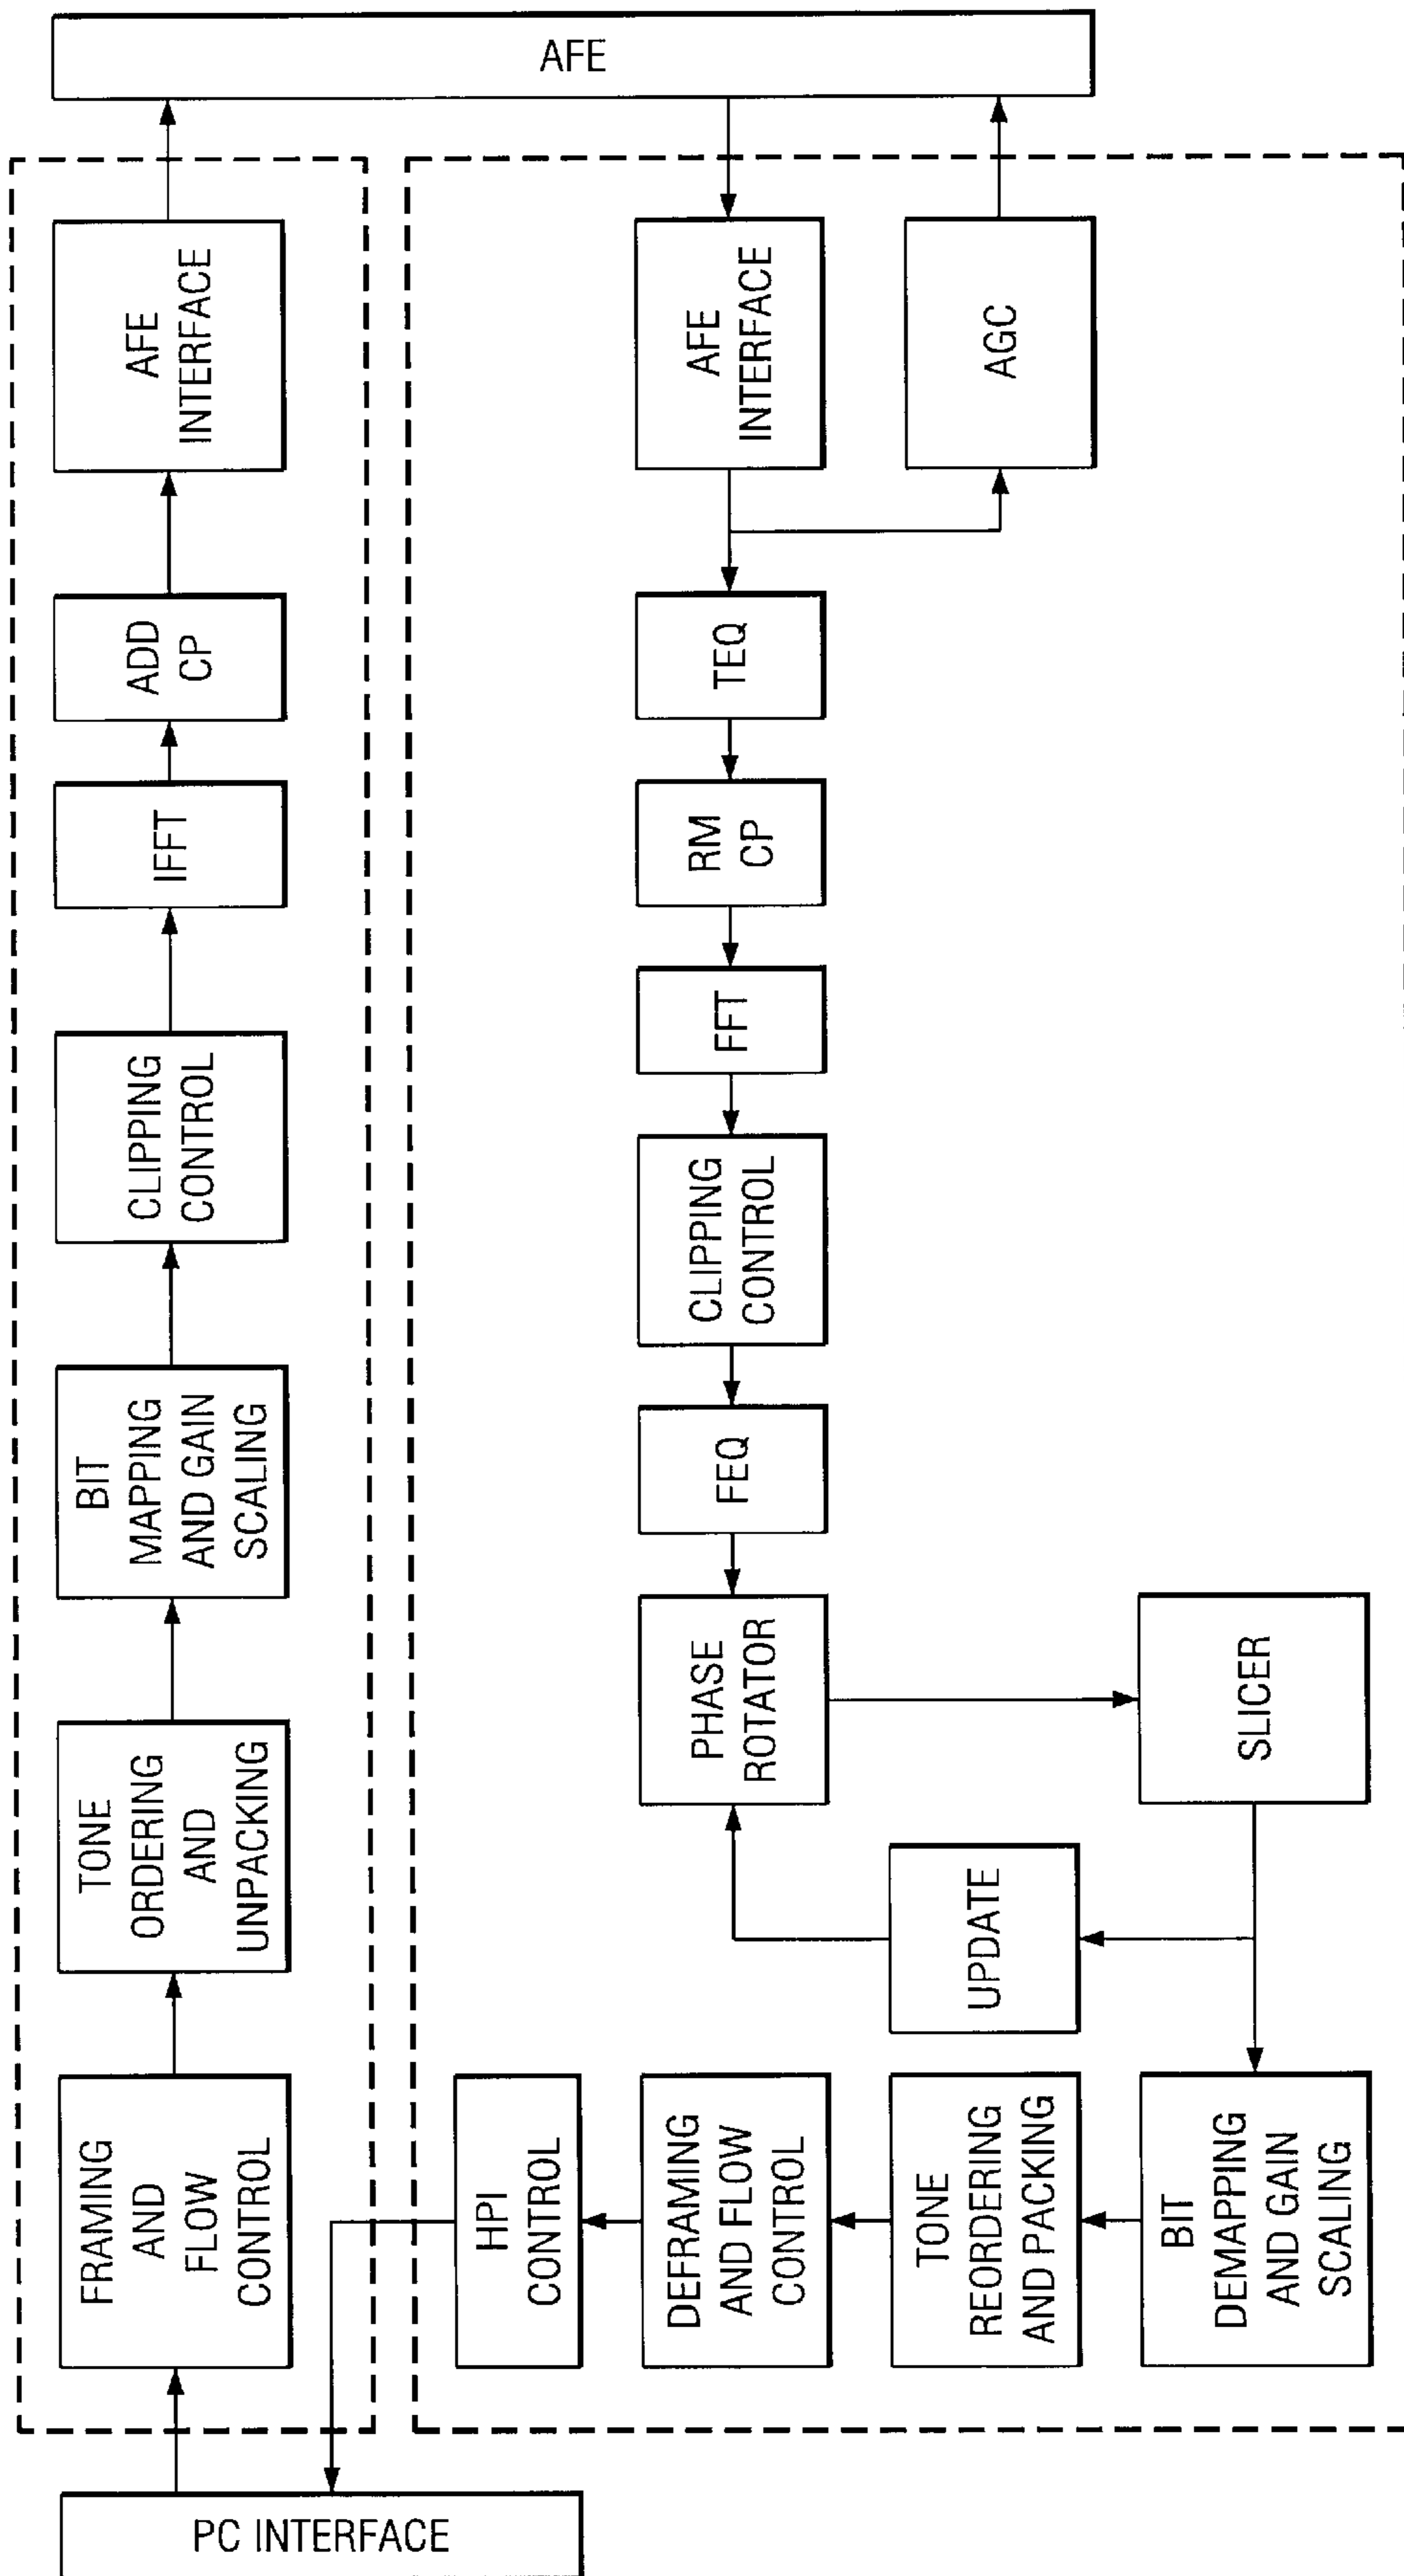 PC INTERFACE
FRAMING
AND
FLOW
CONTROL
TONE
ORDERING
AND
UNPACKING
BIT
MAPPING
AND GAIN
SCALING
CLIPPING
CONTROL
IFFT
ADD
CP
AFE
INTERFACE
AFE
AFE
INTERFACE
AGC
TEQ
RM
CP
FFT
CLIPPING
CONTROL
FEQ
PHASE
ROTATOR
SLICER
UPDATE
BIT
DEMAPPING
AND GAIN
SCALING
TONE
REORDERING
AND PACKING
DEFRAMING
AND FLOW
CONTROL
HPI
CONTROL